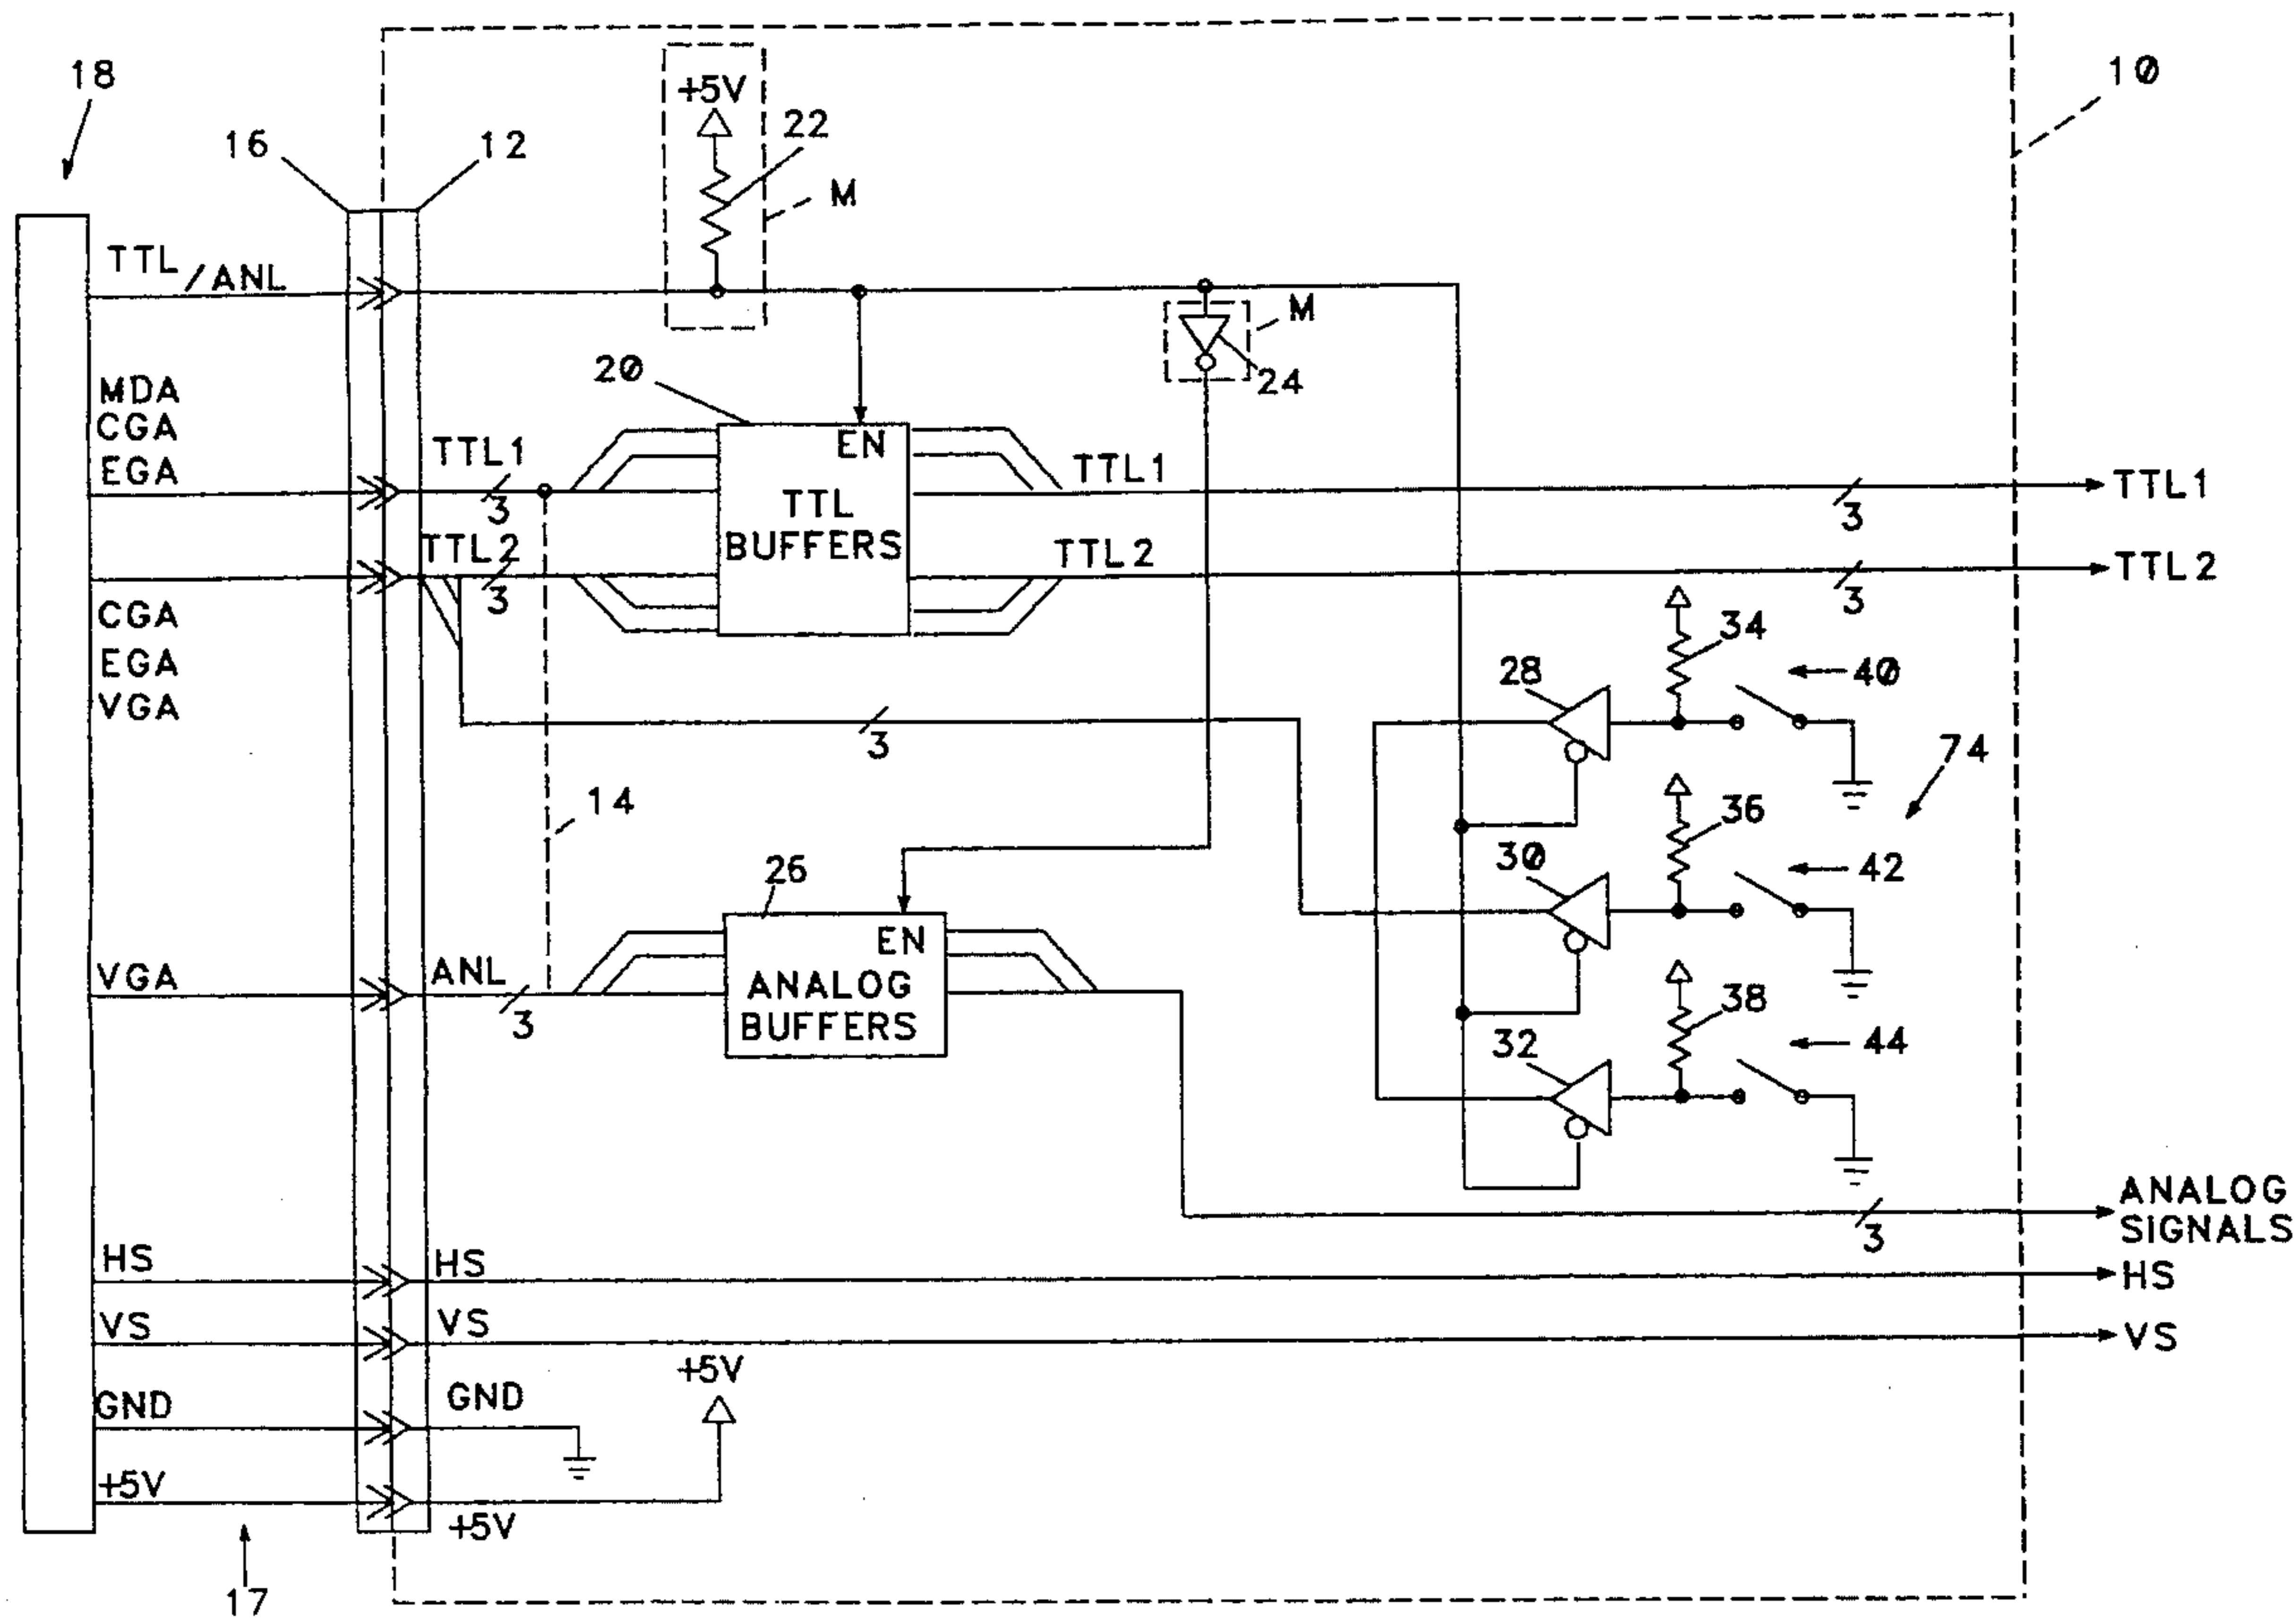 18
16
12
+5V
22
M
10
TTL
/ANL
M
24
MDA
CGA
EGA
20
EN
TTL
BUFFERS
TTL1
3
TTL2
3
TTL1
TTL2
3
TTL1
3
TTL2
CGA
EGA
VGA
3
14
28
34
40
30
36
42
74
32
38
44
26
EN
ANALOG
BUFFERS
VGA
ANL
3
3
ANALOG
SIGNALS
HS
HS
HS
VS
VS
VS
GND
GND
+5V
+5V
+5V
17